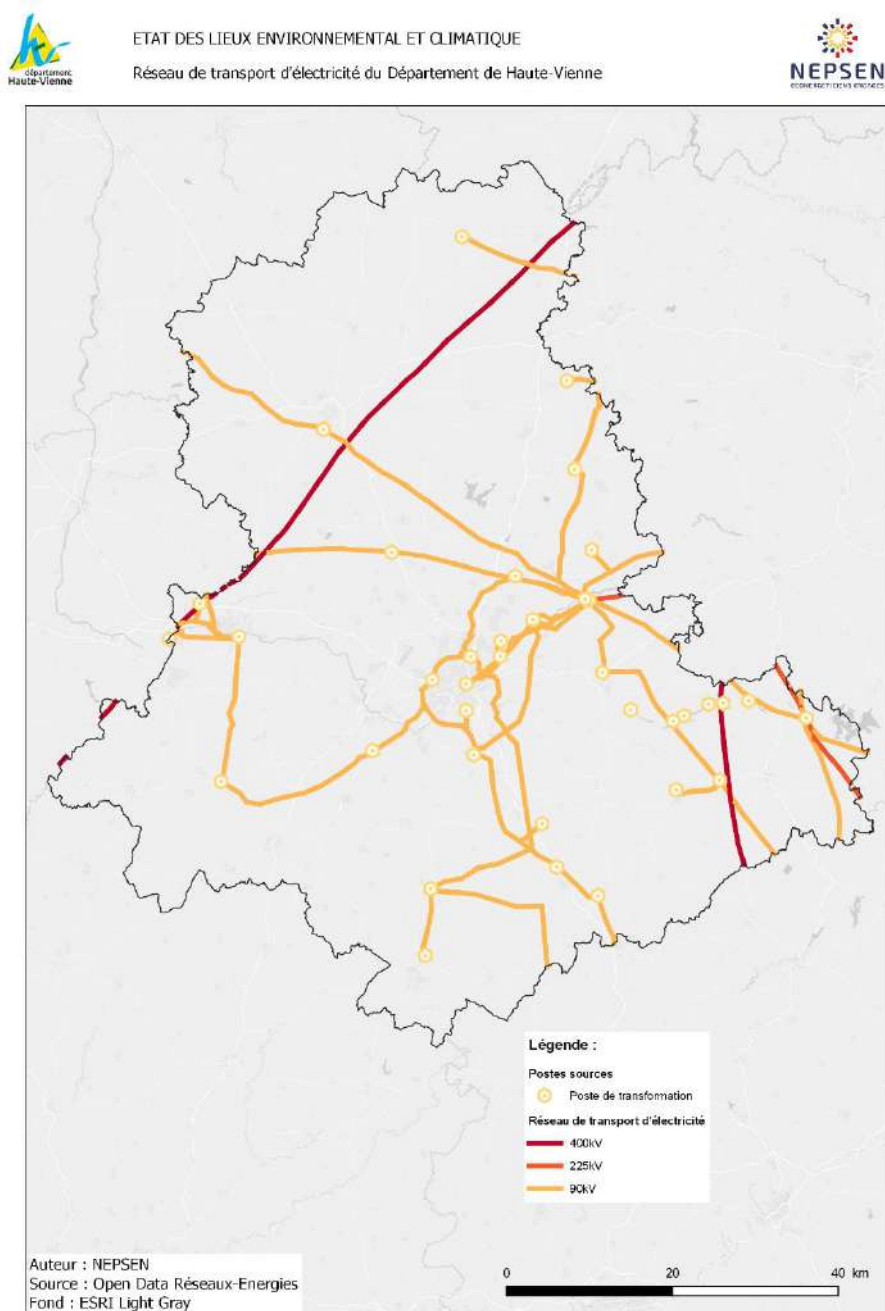 département
Haute-Vienne
ETAT DES LIEUX ENVIRONNEMENTAL ET CLIMATIQUE
Réseau de transport d'électricité du Département de Haute-Vienne
NEPSEN
ECONERGETICIENS ENGAGES
Légende :
Postes sources
Poste de transformation
Réseau de transport d'électricité
400kV
225kV
90kV
Auteur : NEPSEN
Source : Open Data Réseaux-Energies
Fond : ESRI Light Gray
0 20 40 km